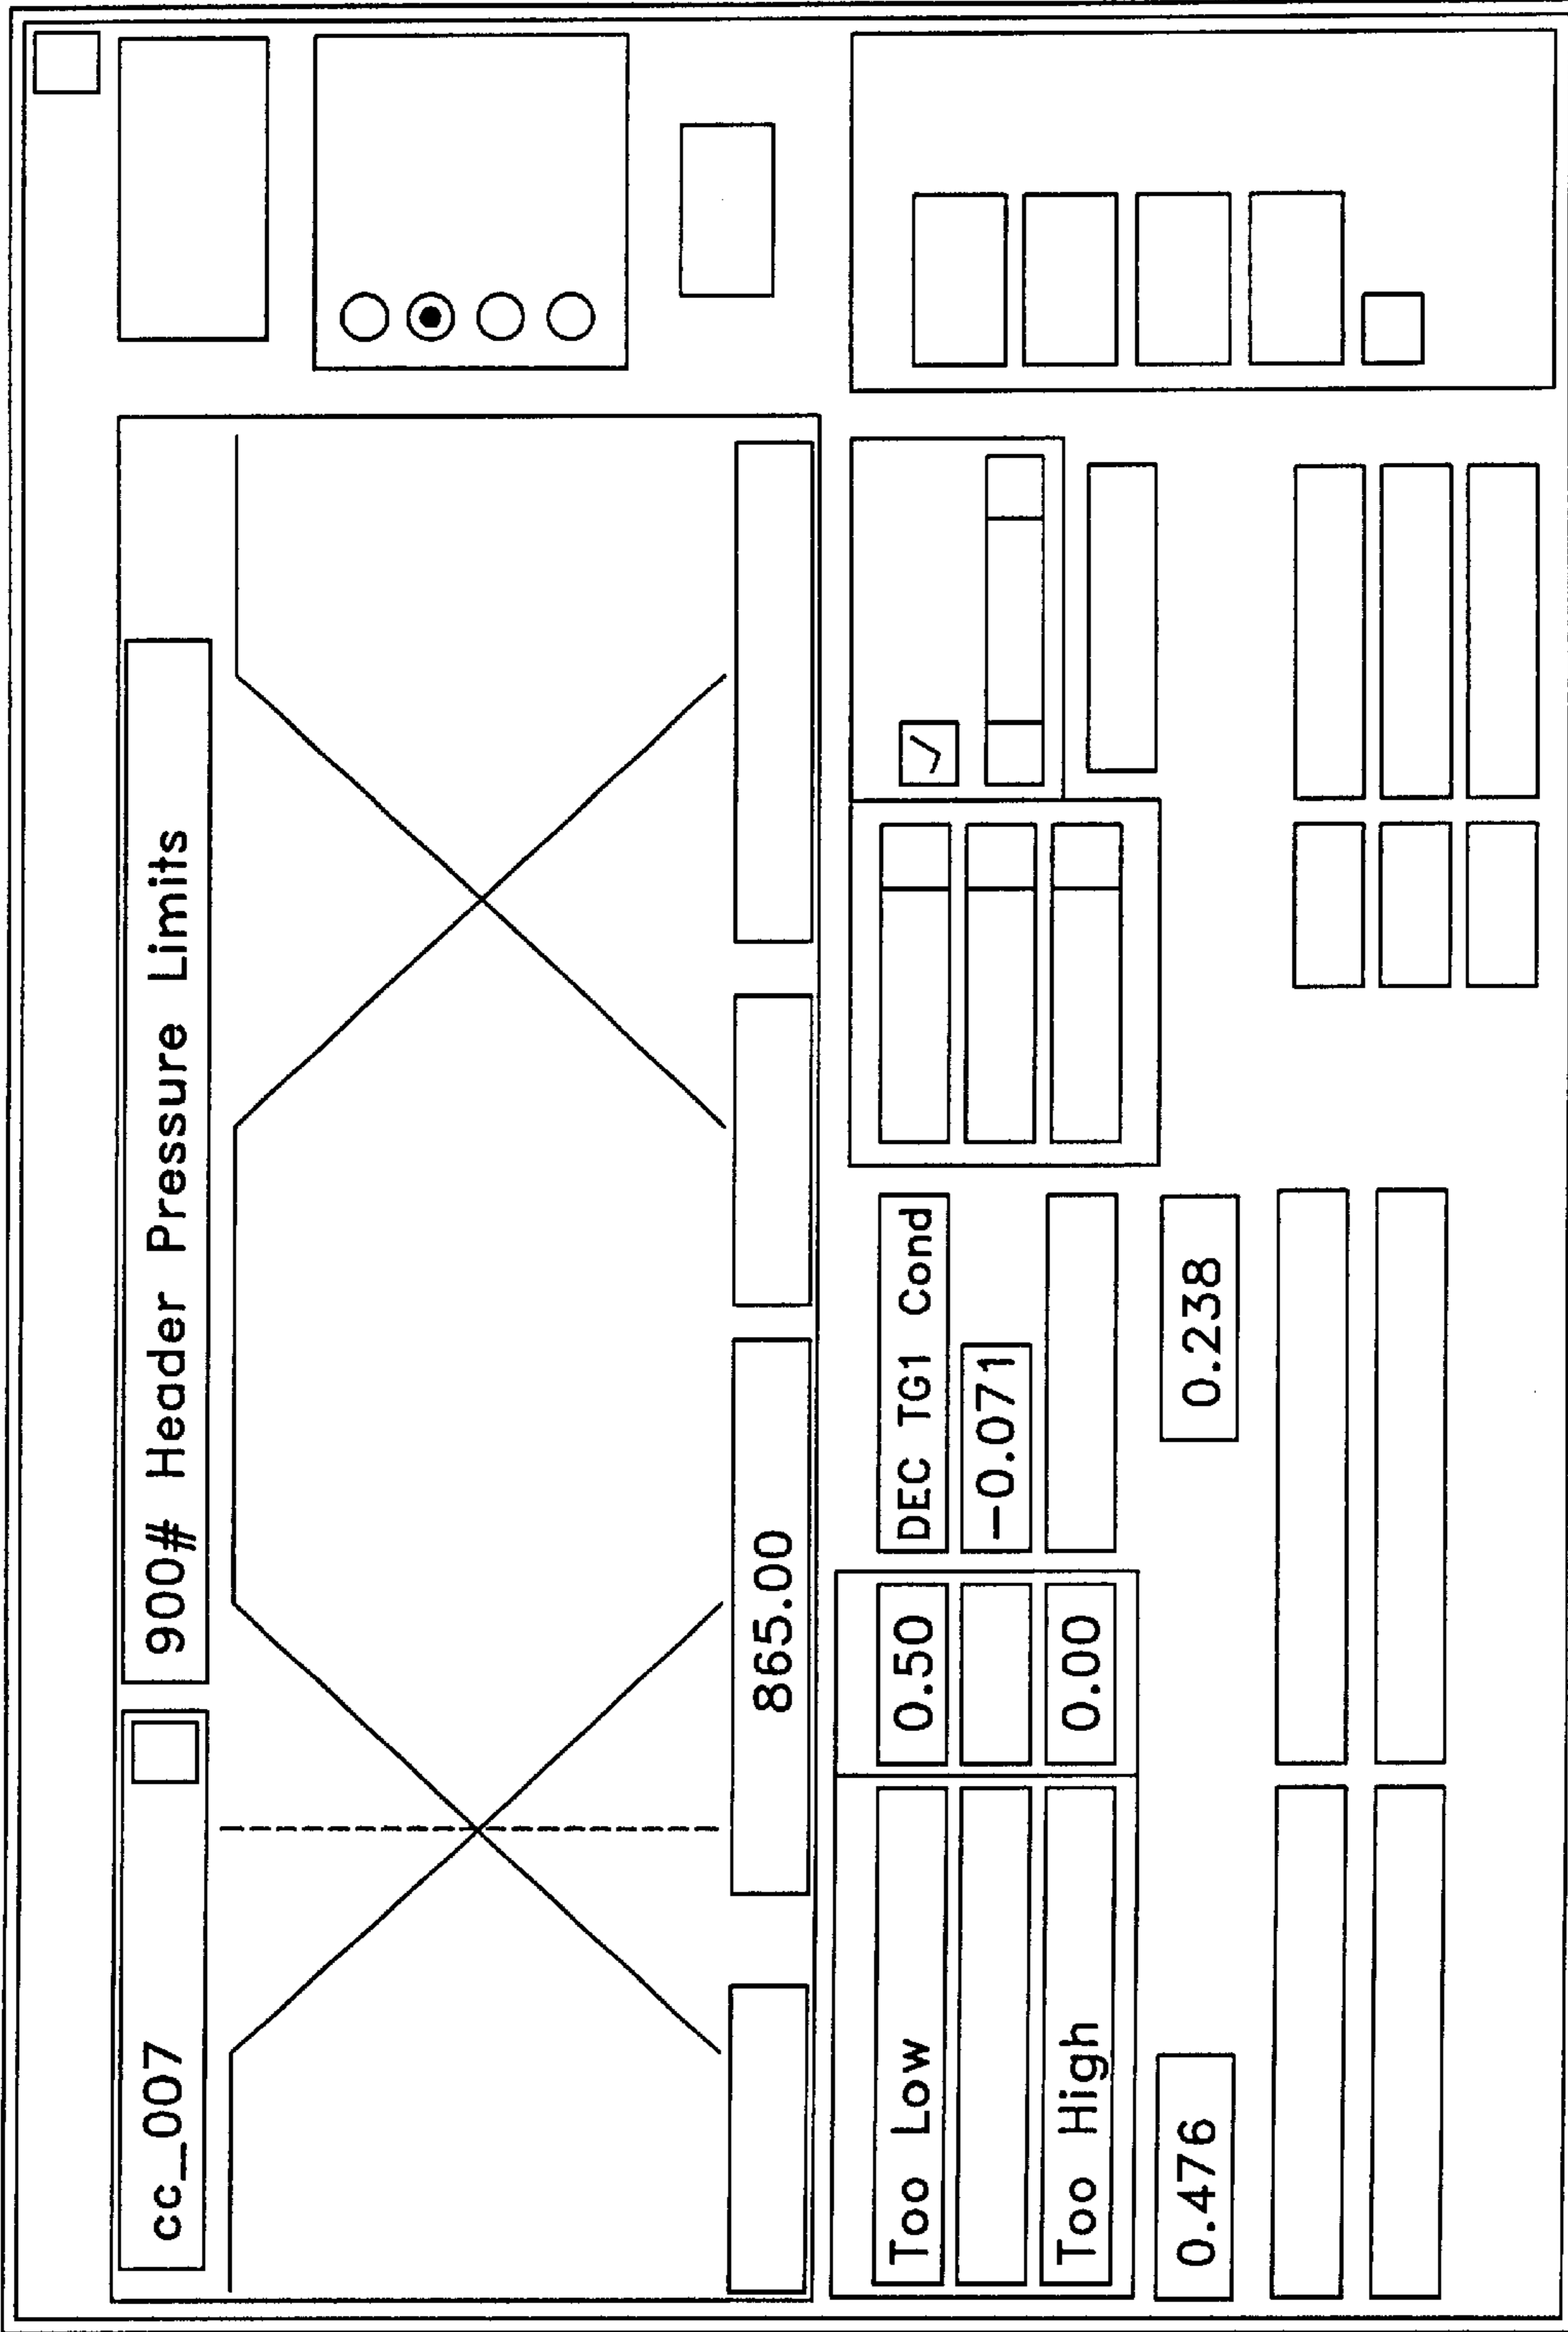 cc_007 900# Header Pressure Limits
865.00
Too Low 0.50 DEC TG1 Cond
-0.071
Too High 0.00
0.476 0.238